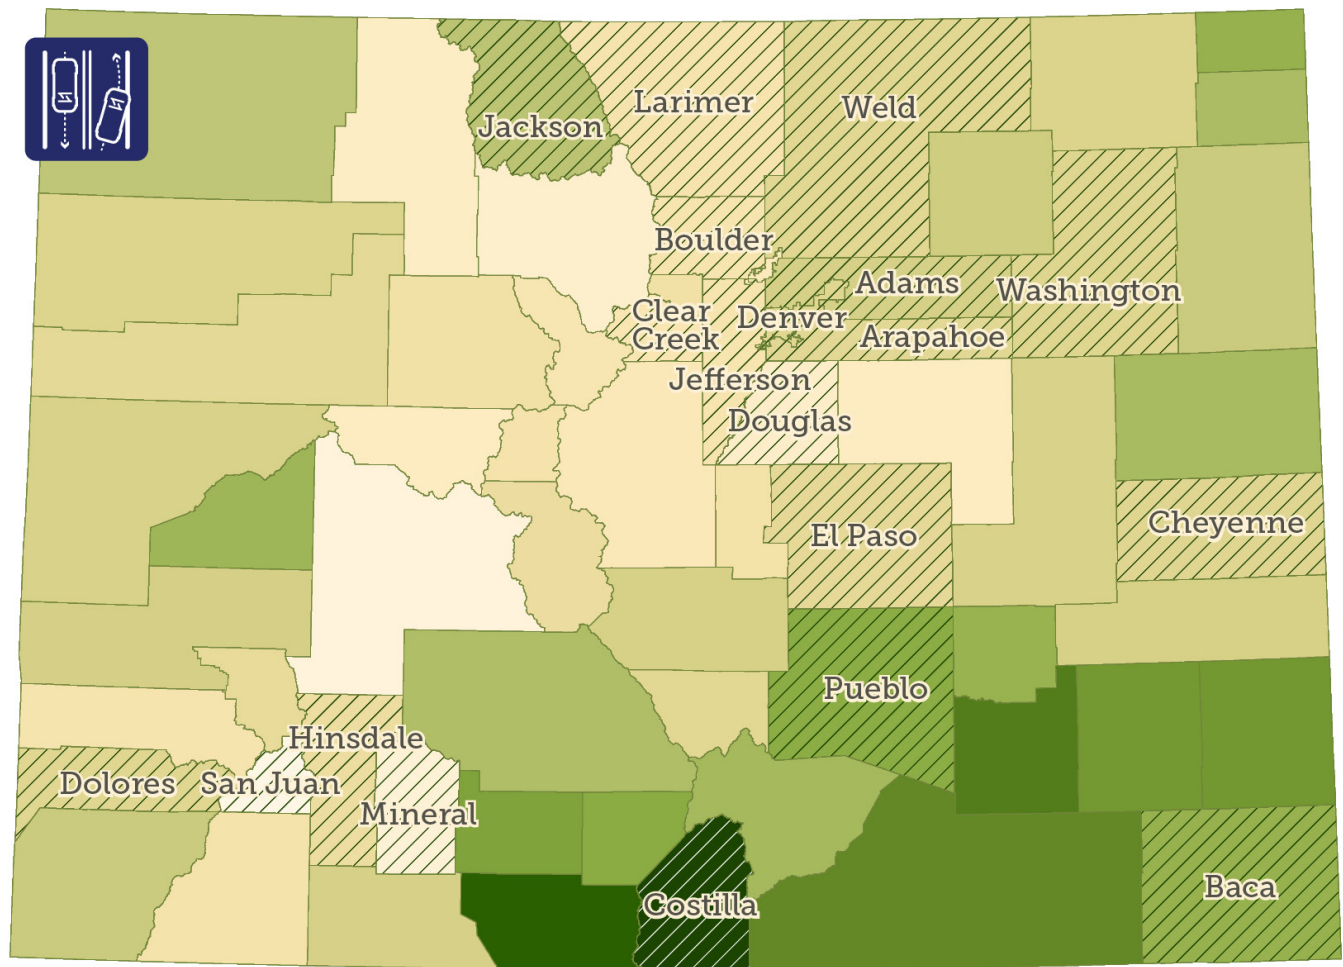 Larimer
Weld
Jackson
Boulder
Adams
Washington
Clear
Creek
Denver
Arapahoe
Jefferson
Douglas
Cheyenne
El Paso
Pueblo
Hinsdale
Dolores
San Juan
Mineral
Baca
Costilla